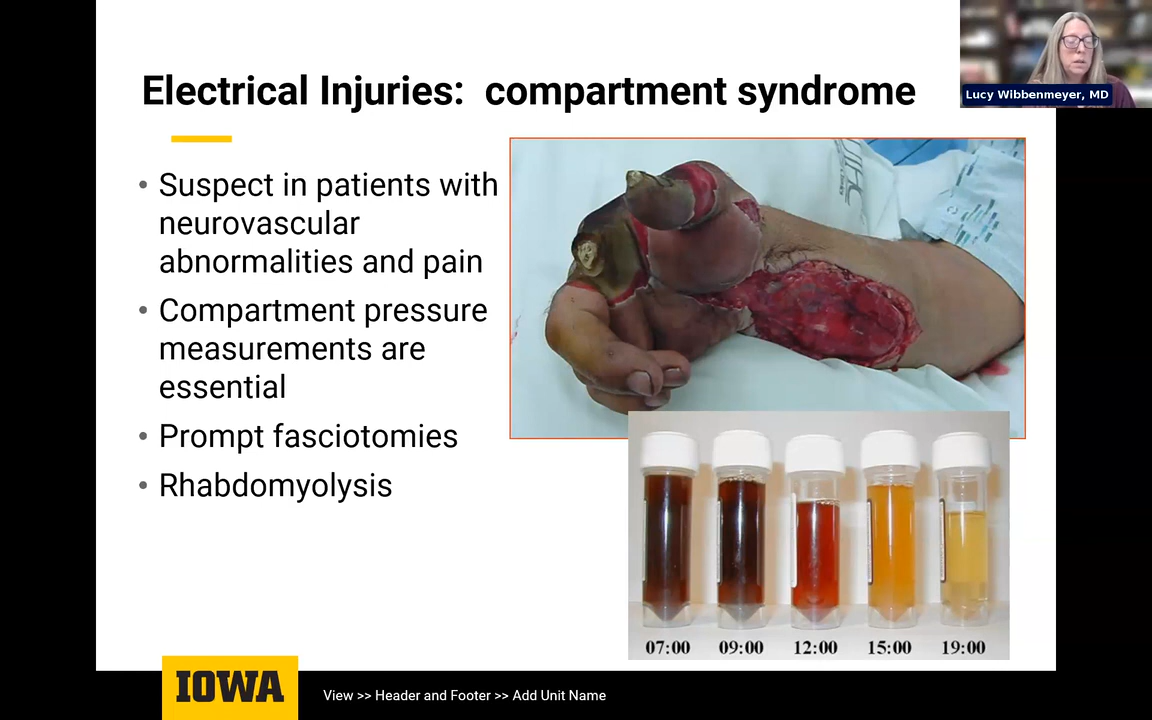 Electrical Injuries: compartment syndrome
Lucy Wibbenmeyer, MD
• Suspect in patients with
neurovascular
abnormalities and pain
• Compartment pressure
measurements are
essential
• Prompt fasciotomies
• Rhabdomyolysis
07:00 09:00 12:00 15:00 19:00
IOWA
View >> Header and Footer >> Add Unit Name